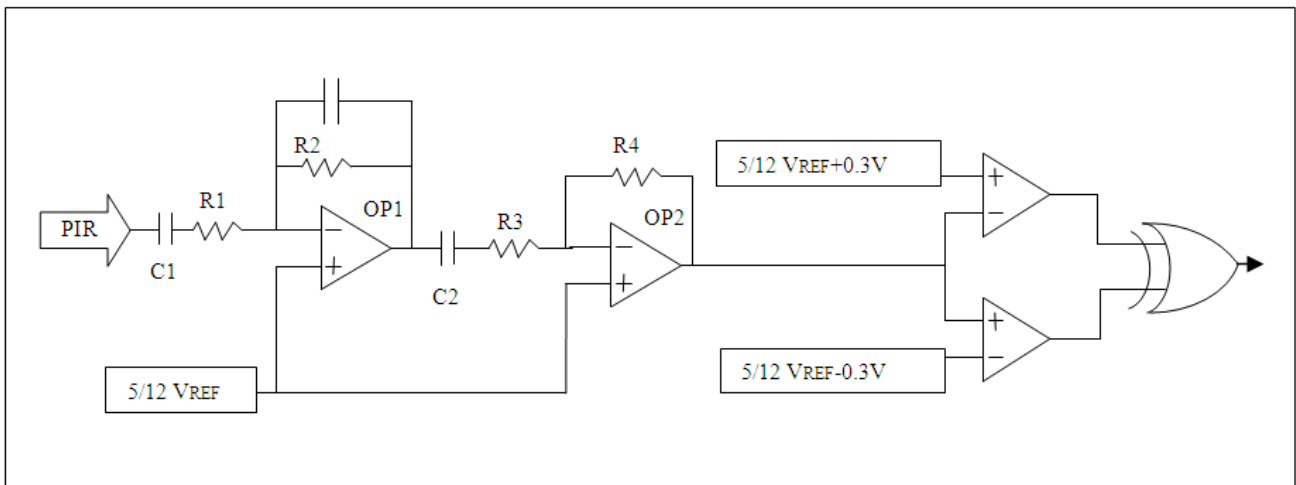 R2
R4
5/12 VREF+0.3V
PIR
R1
OP1
R3
OP2
C1
C2
5/12 VREF
5/12 VREF-0.3V